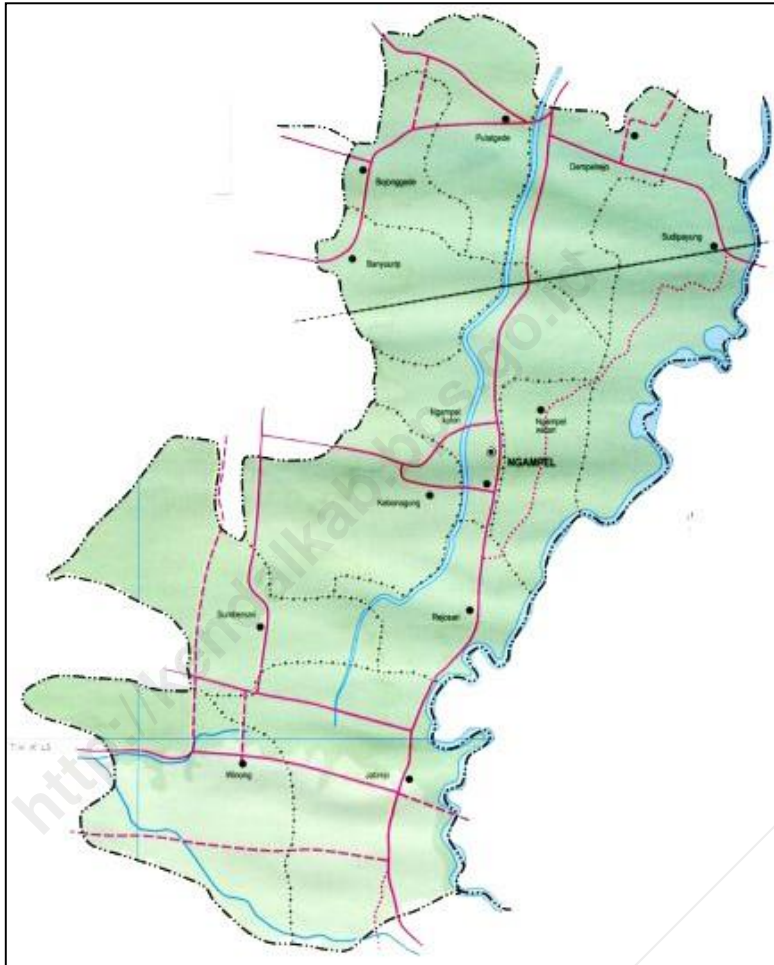 Putatgede
Bojonggede
Dempelrejo
Sudipayung
Banyuurip
Ngampel
kulon
Ngampel
wetan
NGAMPEL
Kebonagung
Sumbersari
Rejosari
Winong
Jatirejo
http://kendalkab.bps.go.id